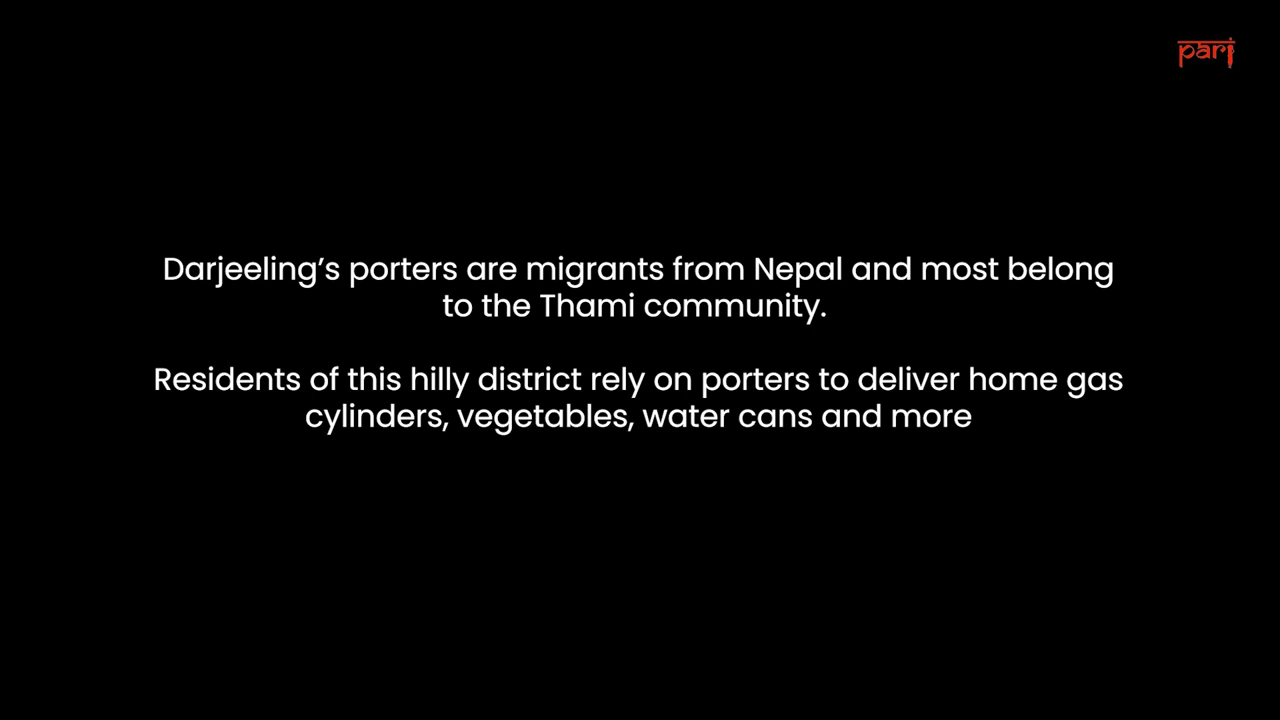 pari
Darjeeling’s porters are migrants from Nepal and most belong
to the Thami community.
Residents of this hilly district rely on porters to deliver home gas
cylinders, vegetables, water cans and more